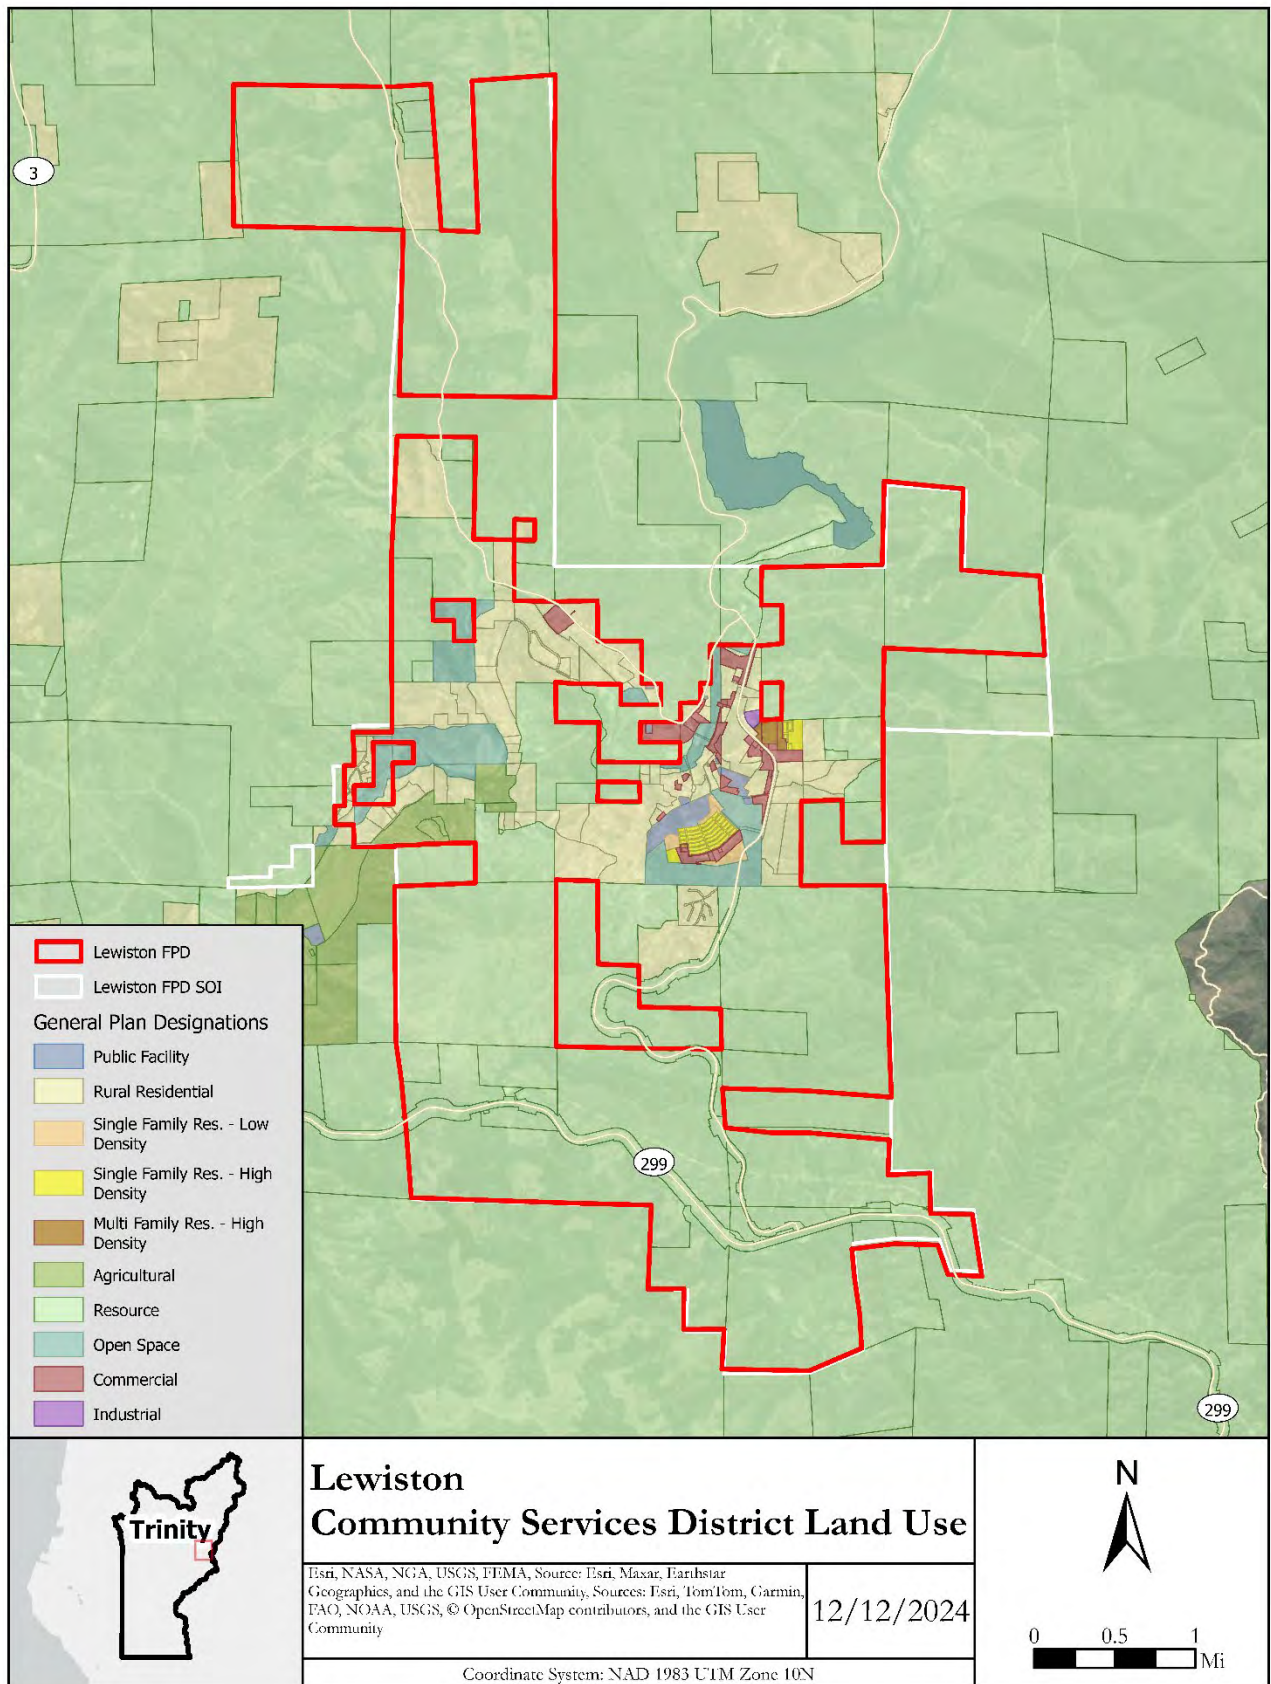 3
Lewiston FPD
Lewiston FPD SOI
General Plan Designations
Public Facility
Rural Residential
Single Family Res. - Low
Density
Single Family Res. - High
Density
Multi Family Res. - High
Density
Agricultural
Resource
Open Space
Commercial
Industrial
299
299
Trinity
Lewiston
Community Services District Land Use
Esri, NASA, NGA, USGS, FEMA, Source: Esri, Maxar, Earthstar
Geographics, and the GIS User Community, Sources: Esri, TomTom, Garmin,
FAO, NOAA, USGS, © OpenStreetMap contributors, and the GIS User
Community
12/12/2024
Coordinate System: NAD 1983 UTM Zone 10N
N
0 0.5 1
Mi